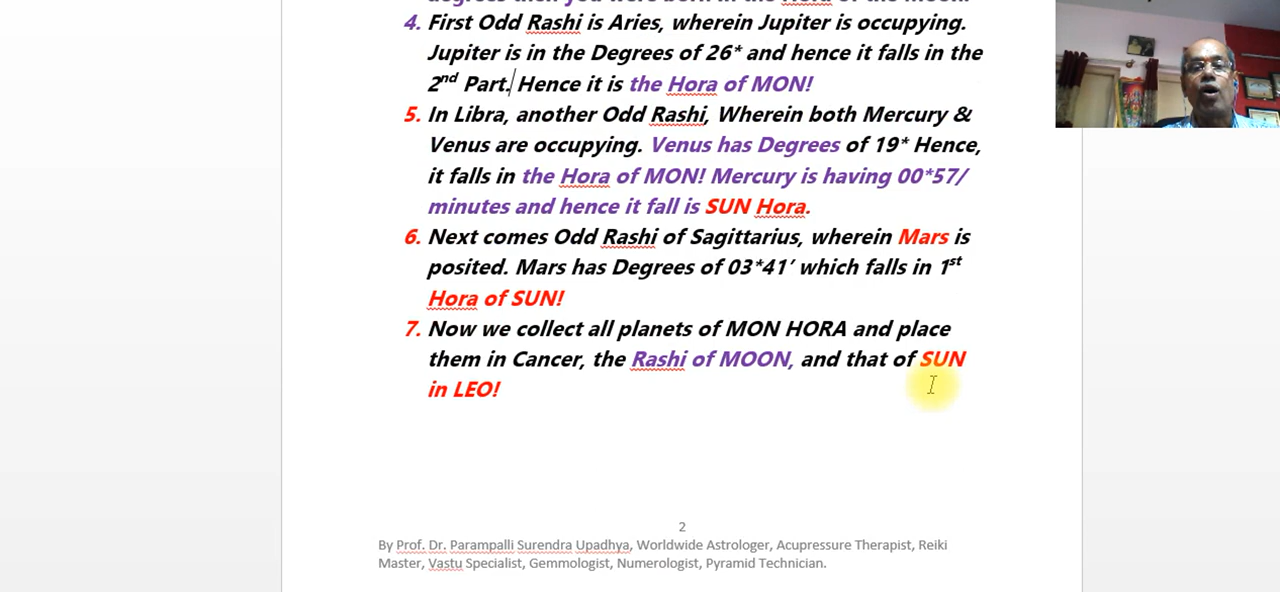 4. First Odd Rashi is Aries, wherein Jupiter is occupying.
Jupiter is in the Degrees of 26* and hence it falls in the
2nd Part. Hence it is the Hora of MON!
5. In Libra, another Odd Rashi, Wherein both Mercury &
Venus are occupying. Venus has Degrees of 19* Hence,
it falls in the Hora of MON! Mercury is having 00*57/
minutes and hence it fall is SUN Hora.
6. Next comes Odd Rashi of Sagittarius, wherein Mars is
posited. Mars has Degrees of 03*41’ which falls in 1st
Hora of SUN!
7. Now we collect all planets of MON HORA and place
them in Cancer, the Rashi of MOON, and that of SUN
in LEO!
2
By Prof. Dr. Parampalli Surendra Upadhya, Worldwide Astrologer, Acupressure Therapist, Reiki
Master, Vastu Specialist, Gemmologist, Numerologist, Pyramid Technician.